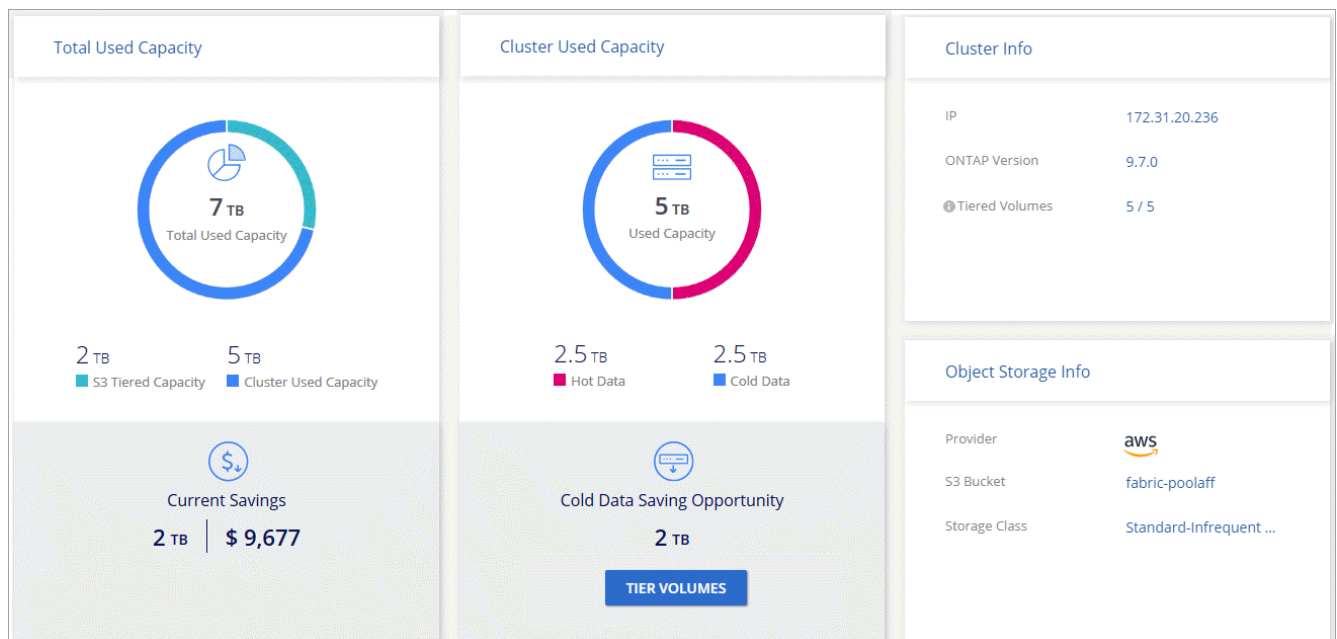 Total Used Capacity
7 TB
Total Used Capacity
2 TB
5 TB
S3 Tiered Capacity
Cluster Used Capacity
Current Savings
2 TB
$ 9,677
Cluster Used Capacity
5 TB
Used Capacity
2.5 TB
2.5 TB
Hot Data
Cold Data
Cold Data Saving Opportunity
2 TB
TIER VOLUMES
Cluster Info
IP 172.31.20.236
ONTAP Version 9.7.0
Tiered Volumes 5 / 5
Object Storage Info
Provider aws
S3 Bucket fabric-poolaff
Storage Class Standard-Infrequent ...